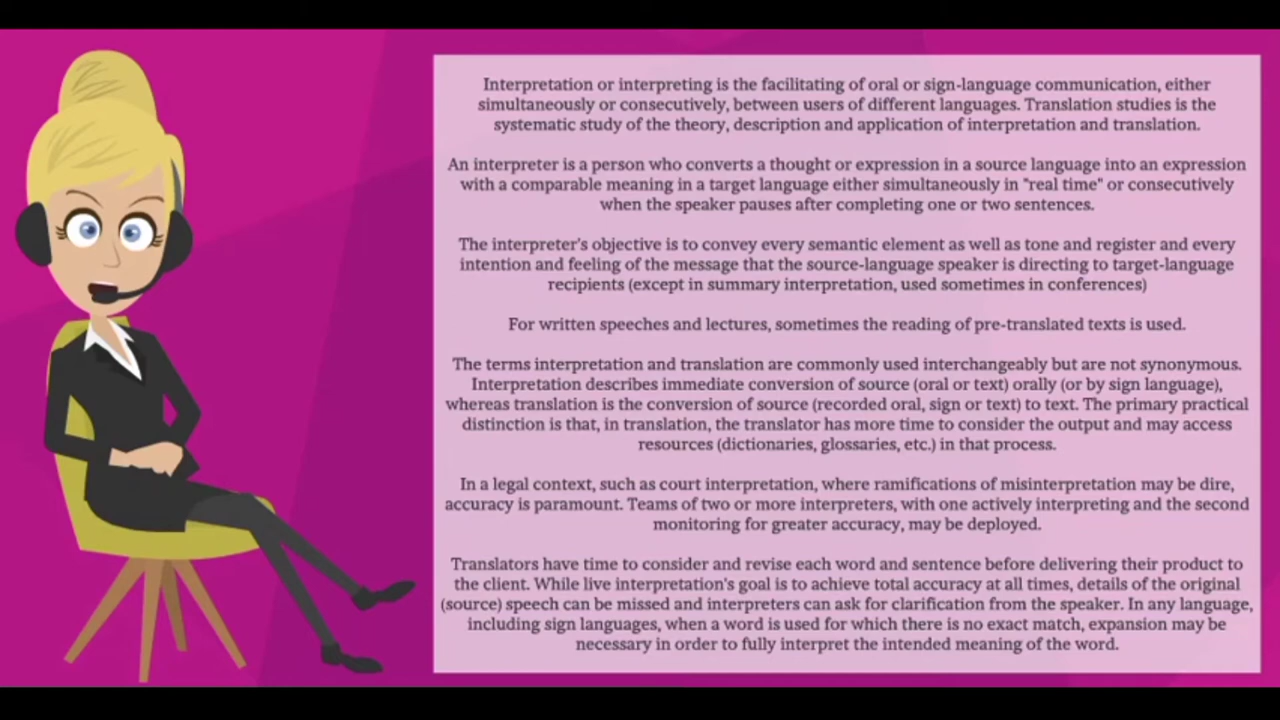 Interpretation or interpreting is the facilitating of oral or sign-language communication, either
simultaneously or consecutively, between users of different languages. Translation studies is the
systematic study of the theory, description and application of interpretation and translation.
An interpreter is a person who converts a thought or expression in a source language into an expression
with a comparable meaning in a target language either simultaneously in "real time" or consecutively
when the speaker pauses after completing one or two sentences.
The interpreter's objective is to convey every semantic element as well as tone and register and every
intention and feeling of the message that the source-language speaker is directing to target-language
recipients (except in summary interpretation, used sometimes in conferences)
For written speeches and lectures, sometimes the reading of pre-translated texts is used.
The terms interpretation and translation are commonly used interchangeably but are not synonymous.
Interpretation describes immediate conversion of source (oral or text) orally (or by sign language),
whereas translation is the conversion of source (recorded oral, sign or text) to text. The primary practical
distinction is that, in translation, the translator has more time to consider the output and may access
resources (dictionaries, glossaries, etc.) in that process.
In a legal context, such as court interpretation, where ramifications of misinterpretation may be dire,
accuracy is paramount. Teams of two or more interpreters, with one actively interpreting and the second
monitoring for greater accuracy, may be deployed.
Translators have time to consider and revise each word and sentence before delivering their product to
the client. While live interpretation's goal is to achieve total accuracy at all times, details of the original
(source) speech can be missed and interpreters can ask for clarification from the speaker. In any language,
including sign languages, when a word is used for which there is no exact match, expansion may be
necessary in order to fully interpret the intended meaning of the word.